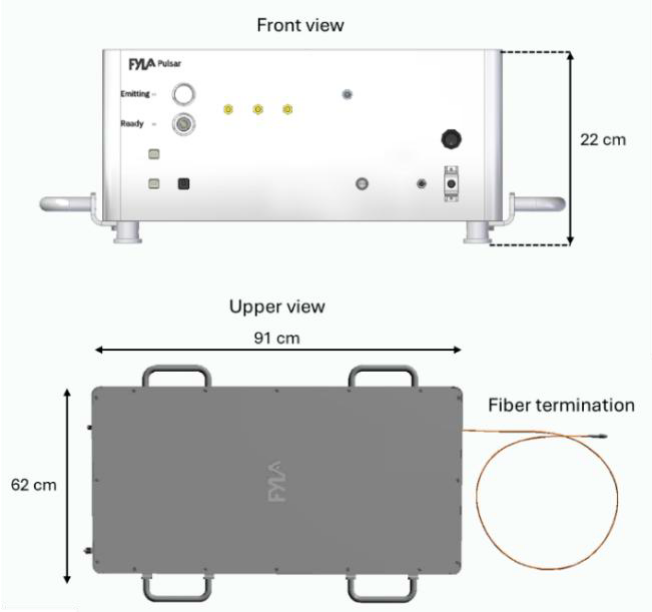 Front view
FYLA Pulsar
Emitting –
Ready –
22 cm
Upper view
91 cm
Fiber termination
62 cm
FYLA